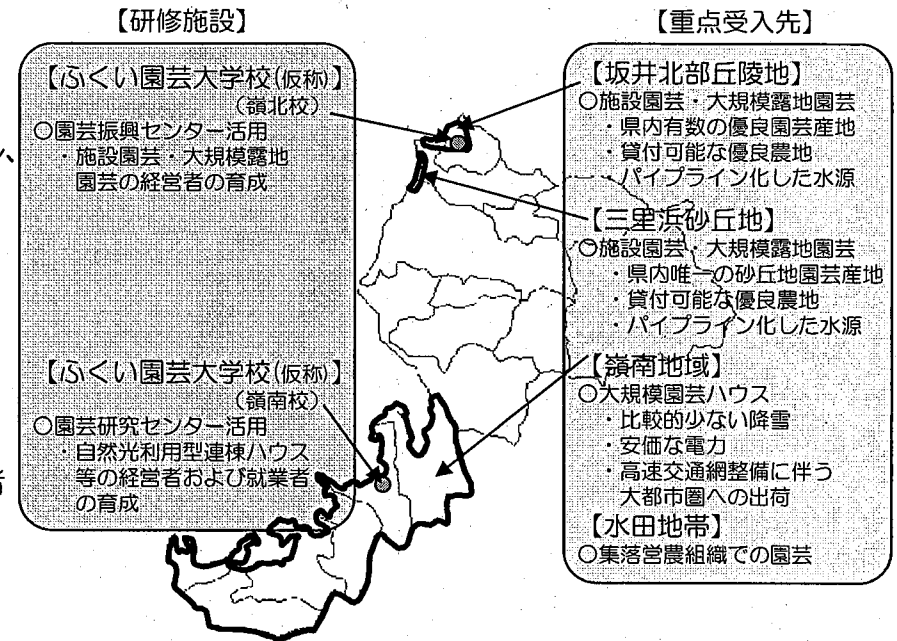 【研修施設】
【ふくい園芸大学校(仮称)】
(嶺北校)
○園芸振興センター活用
・施設園芸・大規模露地
園芸の経営者の育成
【ふくい園芸大学校(仮称)】
(嶺南校)
○園芸研究センター活用
・自然光利用型連棟ハウス
等の経営者および就業者
の育成
【重点受入先】
【坂井北部丘陵地】
○施設園芸・大規模露地園芸
・県内有数の優良園芸産地
・貸付可能な優良農地
・パイプライン化した水源
【三里浜砂丘地】
○施設園芸・大規模露地園芸
・県内唯一の砂丘地園芸産地
・貸付可能な優良農地
・パイプライン化した水源
【嶺南地域】
○大規模園芸ハウス
・比較的少ない降雪
・安価な電力
・高速交通網整備に伴う
大都市圏への出荷
【水田地帯】
○集落営農組織での園芸